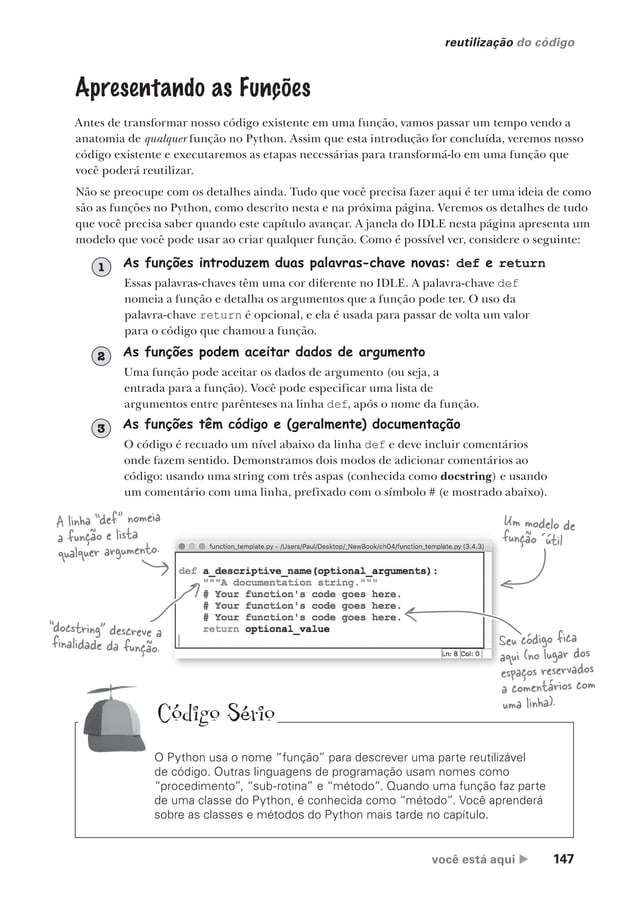 reutilização do código
Apresentando as Funções
Antes de transformar nosso código existente em uma função, vamos passar um tempo vendo a
anatomia de qualquer função no Python. Assim que esta introdução for concluída, veremos nosso
código existente e executaremos as etapas necessárias para transformá-lo em uma função que
você poderá reutilizar.
Não se preocupe com os detalhes ainda. Tudo que você precisa fazer aqui é ter uma ideia de como
são as funções no Python, como descrito nesta e na próxima página. Veremos os detalhes de tudo
que você precisa saber quando este capítulo avançar. A janela do IDLE nesta página apresenta um
modelo que você pode usar ao criar qualquer função. Como é possível ver, considere o seguinte:
1 As funções introduzem duas palavras-chave novas: def e return
Essas palavras-chaves têm uma cor diferente no IDLE. A palavra-chave def
nomeia a função e detalha os argumentos que a função pode ter. O uso da
palavra-chave return é opcional, e ela é usada para passar de volta um valor
para o código que chamou a função.
2 As funções podem aceitar dados de argumento
Uma função pode aceitar os dados de argumento (ou seja, a
entrada para a função). Você pode especificar uma lista de
argumentos entre parênteses na linha def, após o nome da função.
3 As funções têm código e (geralmente) documentação
O código é recuado um nível abaixo da linha def e deve incluir comentários
onde fazem sentido. Demonstramos dois modos de adicionar comentários ao
código: usando uma string com três aspas (conhecida como docstring) e usando
um comentário com uma linha, prefixado com o símbolo # (e mostrado abaixo).
A linha "def" nomeia
a função e lista
qualquer argumento.
Um modelo de
função ´útil
function_template.py - /Users/Paul/Desktop/_NewBook/ch04/function_template.py (3.4.3)
def a_descriptive_name(optional_arguments):
"""A documentation string."""
# Your function's code goes here.
# Your function's code goes here.
# Your function's code goes here.
return optional_value
Ln: 8 Col: 0
"docstring" descreve a
finalidade da função.
Seu código fica
aqui (no lugar dos
espaços reservados
a comentários com
uma linha).
Código Sério
O Python usa o nome “função” para descrever uma parte reutilizável
de código. Outras linguagens de programação usam nomes como
“procedimento”, “sub-rotina” e “método”. Quando uma função faz parte
de uma classe do Python, é conhecida como “método”. Você aprenderá
sobre as classes e métodos do Python mais tarde no capítulo.
você está aqui ▶ 147